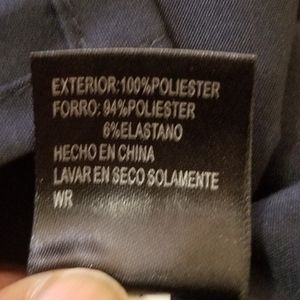 EXTERIOR:100%POLIESTER
FORRO: 94%POLIESTER
6%ELASTANO
HECHO EN CHINA
LAVAR EN SECO SOLAMENTE
WR